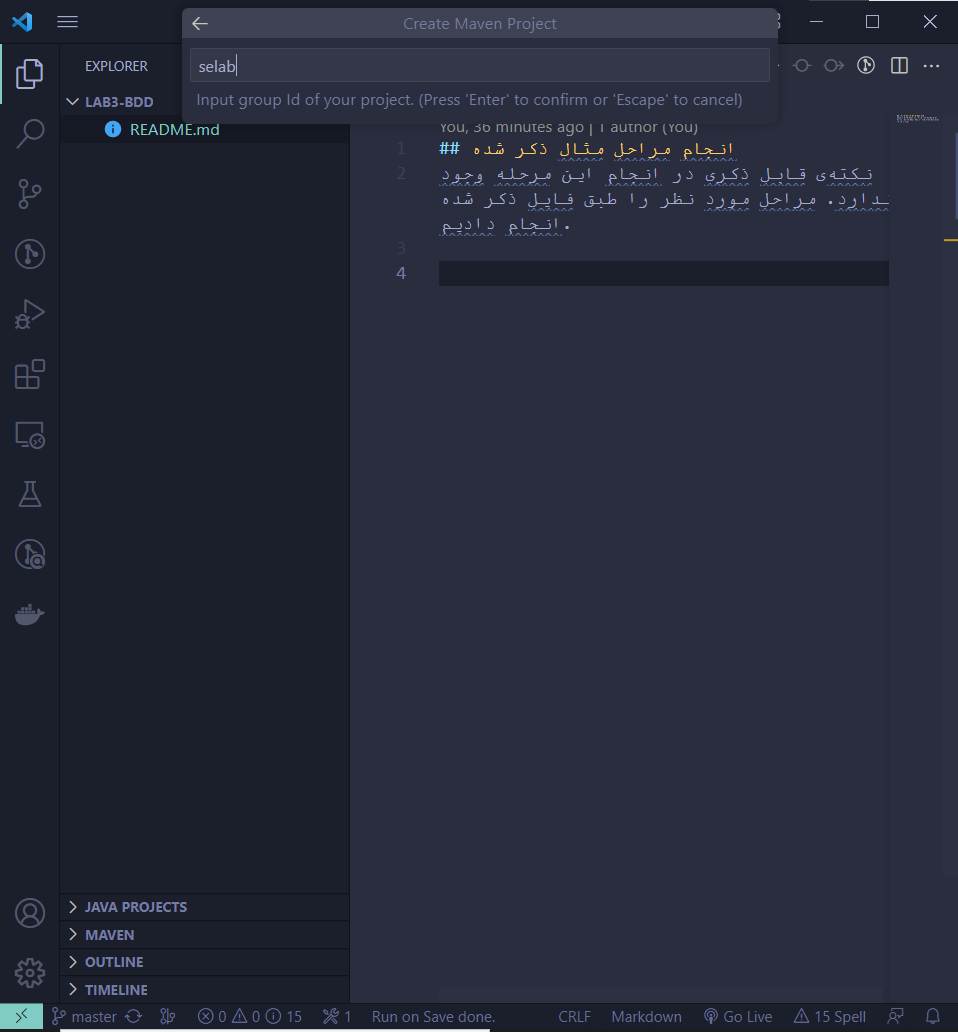 Create Maven Project
selab
Input group Id of your project. (Press 'Enter' to confirm or 'Escape' to cancel)
EXPLORER
LAB3-BDD
README.md
You, 36 minutes ago | 1 author (You)
1
## انجام مراحل مثال ذکر شده
2
نکته‌ی قابل ذکری در انجام این مرحله وجود
ندارد. مراحل مورد نظر را طبق فایل ذکر شده
انجام دادیم.
3
4
JAVA PROJECTS
MAVEN
OUTLINE
TIMELINE
master 0 0 15 1 Run on Save done. CRLF Markdown Go Live 15 Spell